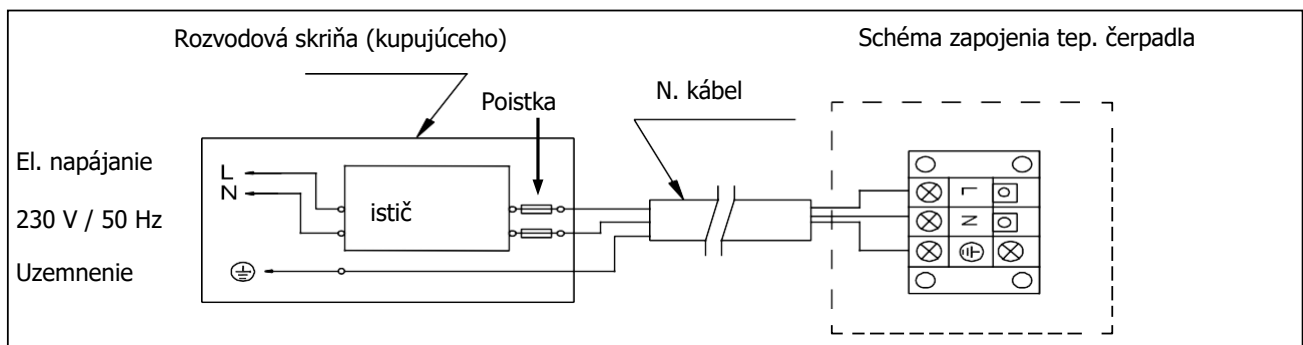 Rozvodová skriňa (kupujúceho)
Schéma zapojenia tep. čerpadla
Poistka
N. kábel
El. napájanie
L
N
230 V / 50 Hz
istič
Uzemnenie
L
N